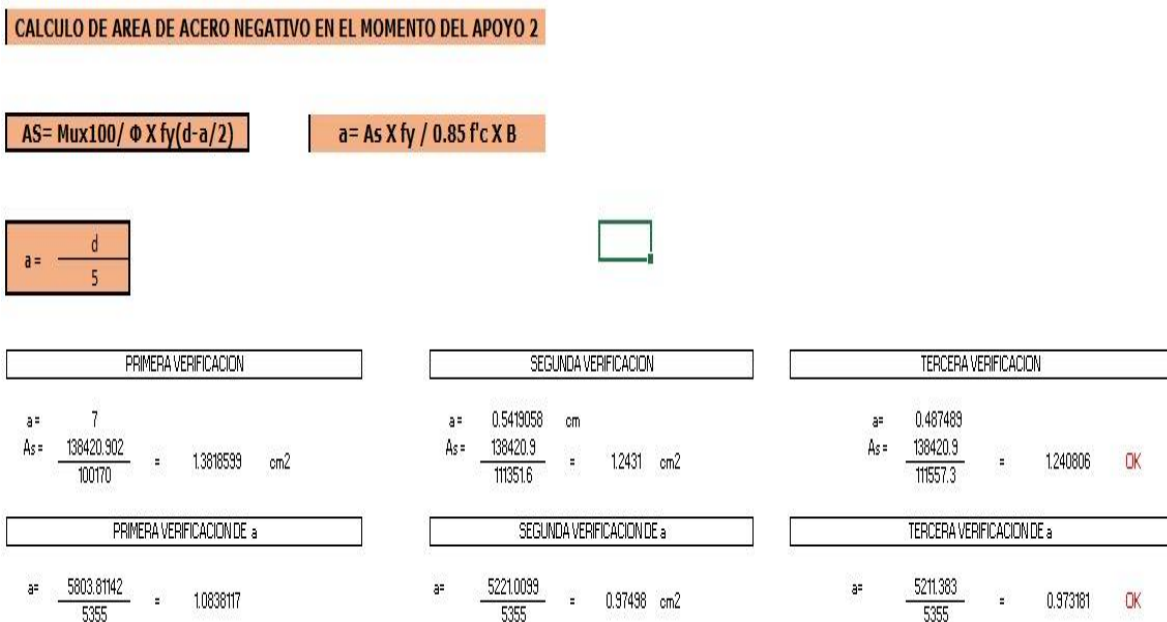 CALCULO DE AREA DE ACERO NEGATIVO EN EL MOMENTO DEL APOYO 2
AS= Mux100/ Φ X fy(d-a/2)
a= As X fy / 0.85 f'c X B
a = d
5
PRIMERA VERIFICACION
a = 7
As = 138420.902 = 1.3818599 cm2
100170
SEGUNDA VERIFICACION
a = 0.5419058 cm
As = 138420.9 = 1.2431 cm2
111351.6
TERCERA VERIFICACION
a= 0.487489
As = 138420.9 = 1.240806 OK
111557.3
PRIMERA VERIFICACION DE a
a= 5803.81142 = 1.0838117
5355
SEGUNDA VERIFICACION DE a
a= 5221.0099 = 0.97498 cm2
5355
TERCERA VERIFICACION DE a
a= 5211.383 = 0.973181 OK
5355